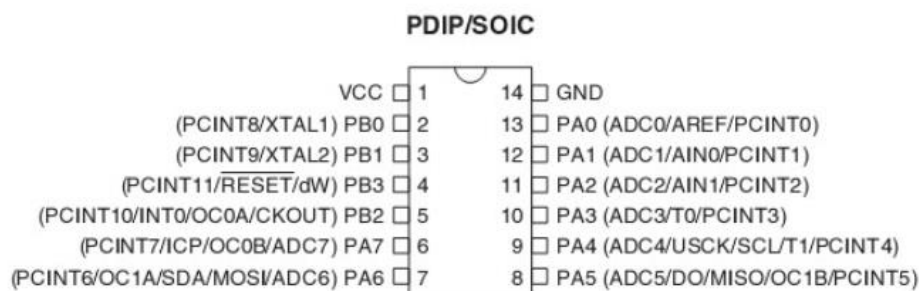 PDIP/SOIC
VCC 1 14 GND
(PCINT8/XTAL1) PB0 2 13 PA0 (ADC0/AREF/PCINT0)
(PCINT9/XTAL2) PB1 3 12 PA1 (ADC1/AIN0/PCINT1)
(PCINT11/RESET/dW) PB3 4 11 PA2 (ADC2/AIN1/PCINT2)
(PCINT10/INT0/OC0A/CKOUT) PB2 5 10 PA3 (ADC3/T0/PCINT3)
(PCINT7/ICP/OC0B/ADC7) PA7 6 9 PA4 (ADC4/USCK/SCL/T1/PCINT4)
(PCINT6/OC1A/SDA/MOSI/ADC6) PA6 7 8 PA5 (ADC5/DO/MISO/OC1B/PCINT5)